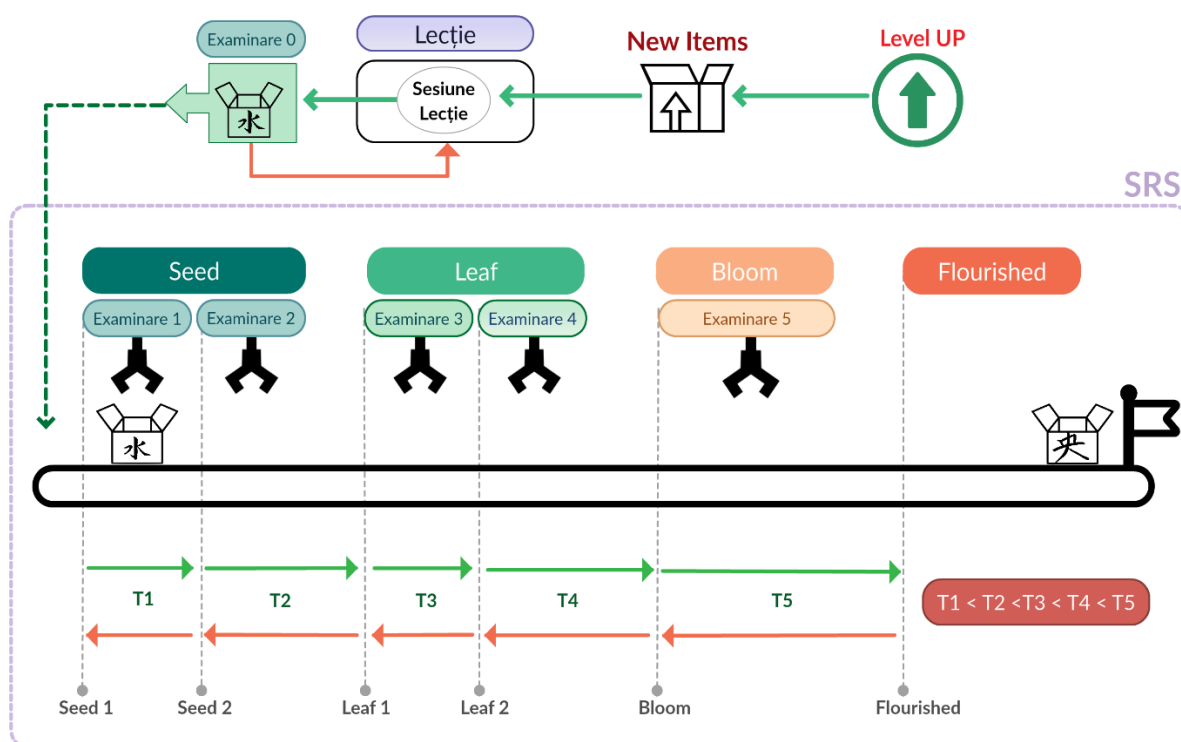 Examinare 0
Lecție
New Items
Level UP
水
Sesiune
Lecție
SRS
Seed
Leaf
Bloom
Flourished
Examinare 1
Examinare 2
Examinare 3
Examinare 4
Examinare 5
水
央
T1
T2
T3
T4
T5
T1 < T2 <T3 < T4 < T5
Seed 1
Seed 2
Leaf 1
Leaf 2
Bloom
Flourished